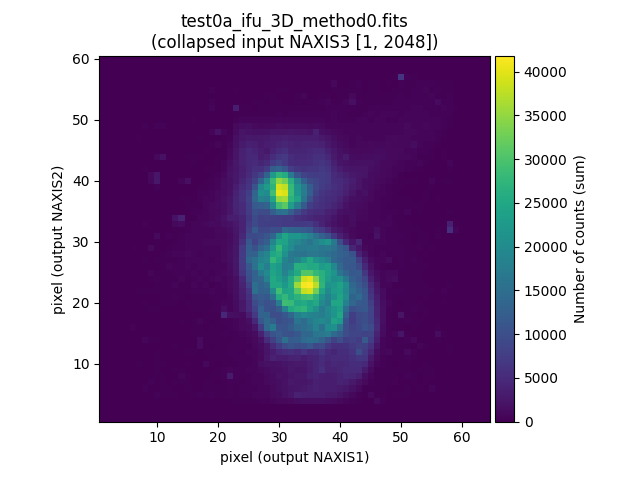 test0a_ifu_3D_method0.fits
(collapsed input NAXIS3 [1, 2048])
60
50
40
30
20
10
pixel (output NAXIS2)
10 20 30 40 50 60
pixel (output NAXIS1)
40000
35000
30000
25000
20000
15000
10000
5000
0
Number of counts (sum)